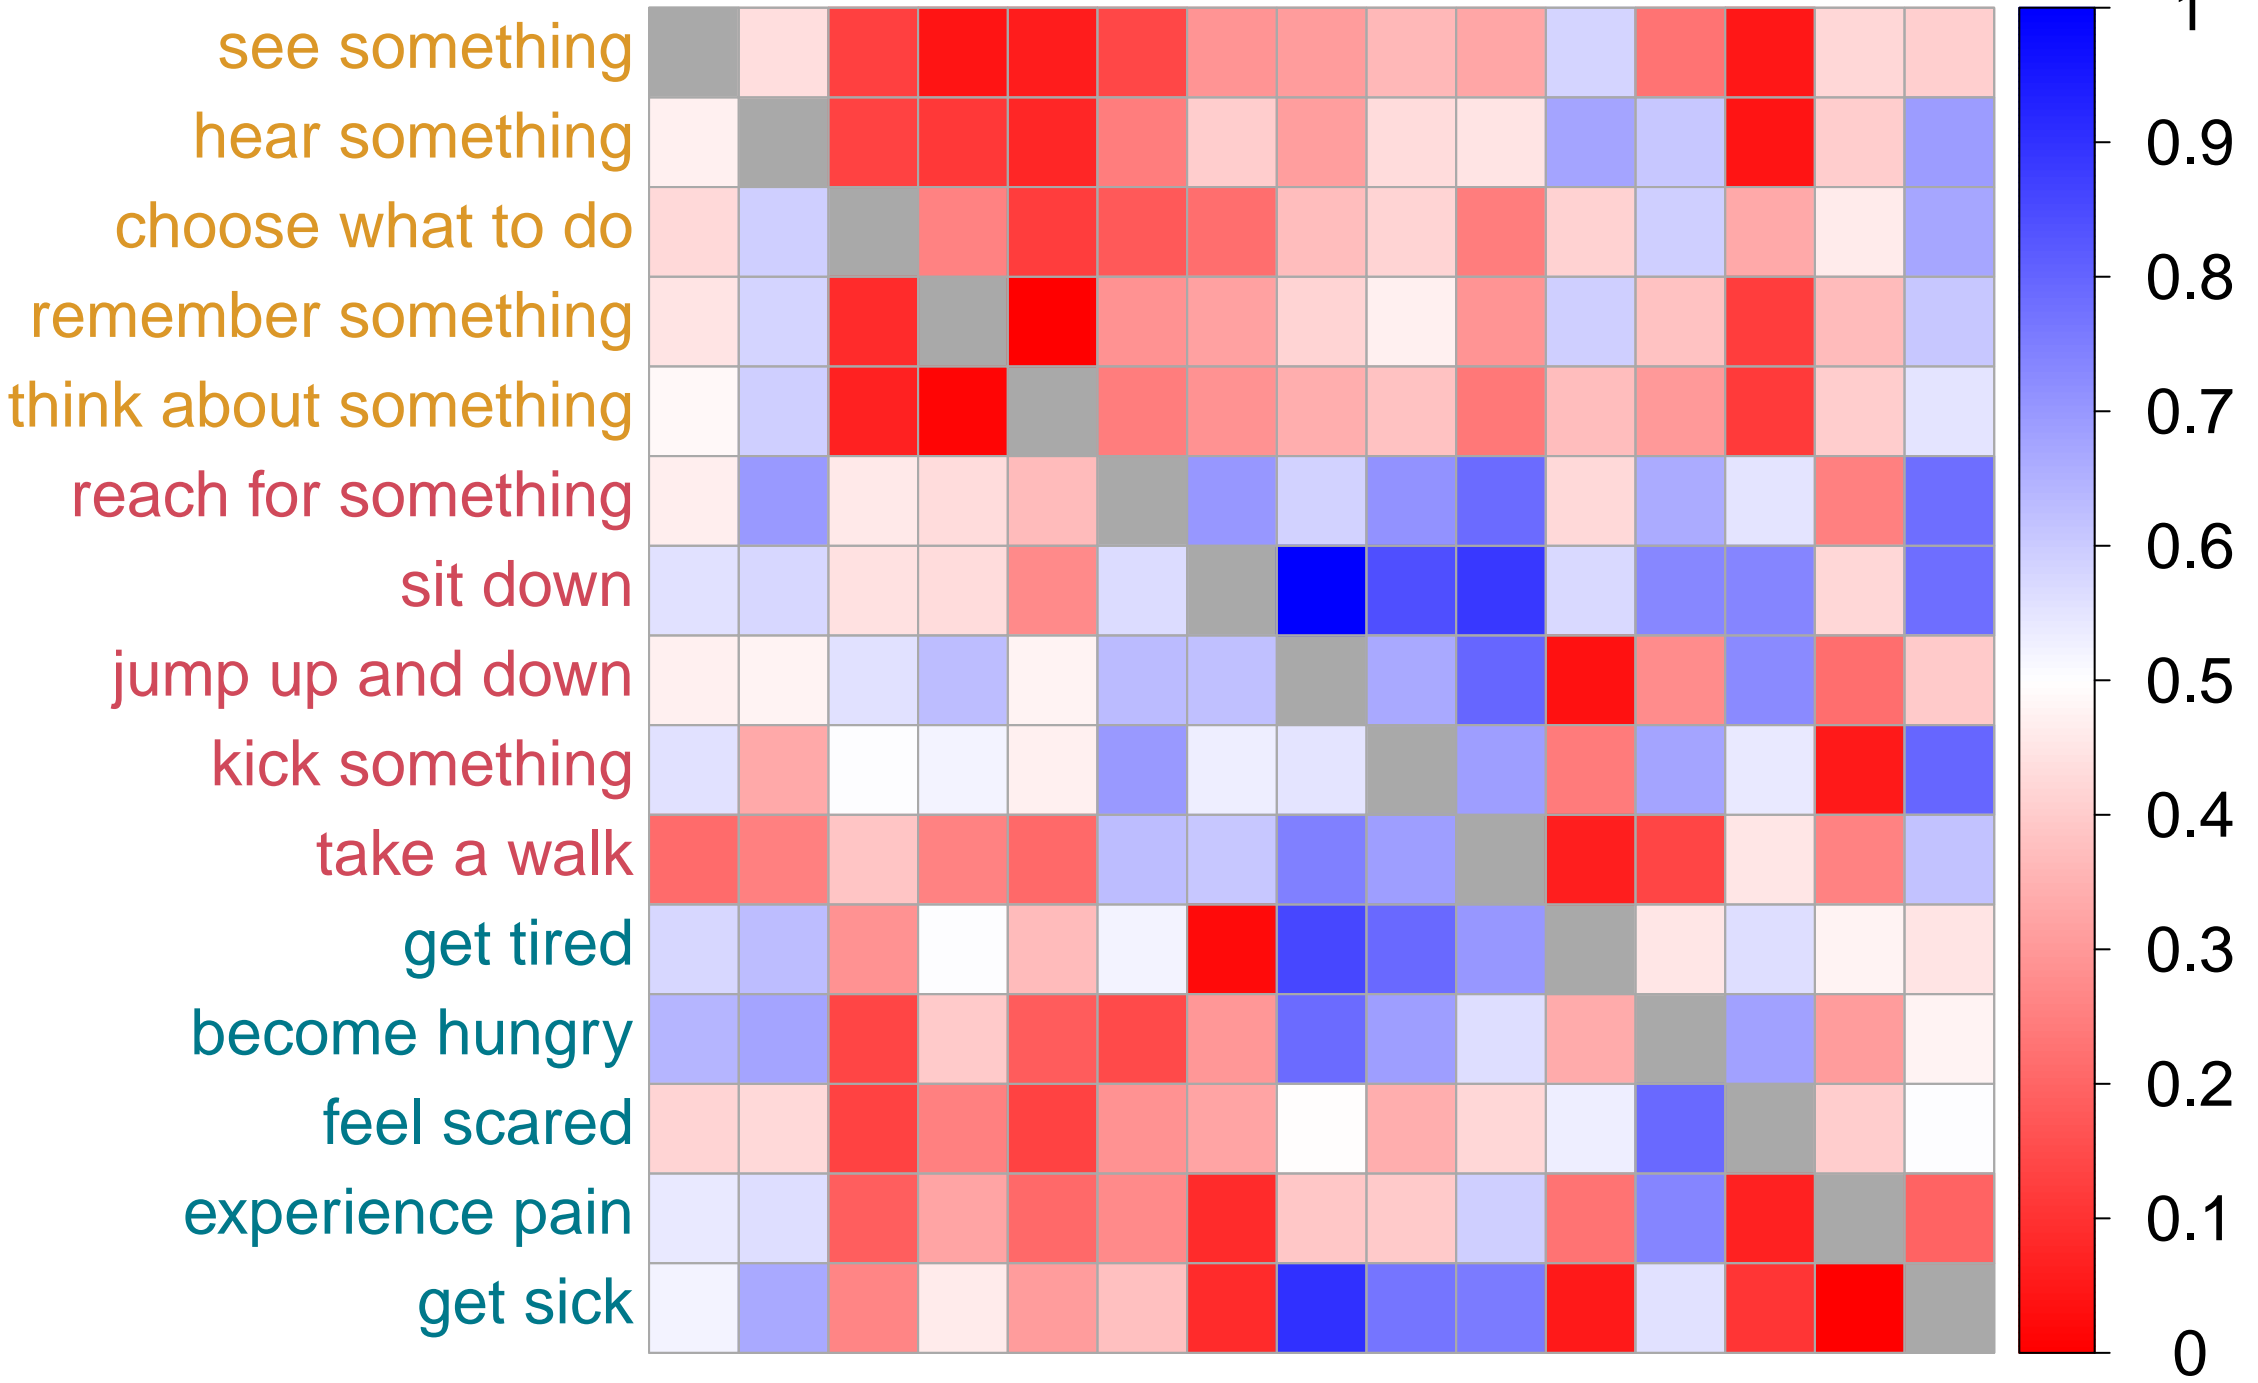 see something
hear something
choose what to do
remember something
think about something
reach for something
sit down
jump up and down
kick something
take a walk
get tired
become hungry
feel scared
experience pain
get sick
1
0.9
0.8
0.7
0.6
0.5
0.4
0.3
0.2
0.1
0